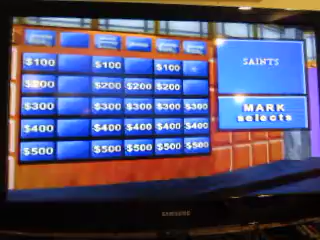 $100 $100 $100
$200 $200 $200 $200
$300 $300 $300 $300 $300
$400 $400 $400 $400 $400
$500 $500 $500 $500 $500
SAINTS
MARK
selects
SAMSUNG